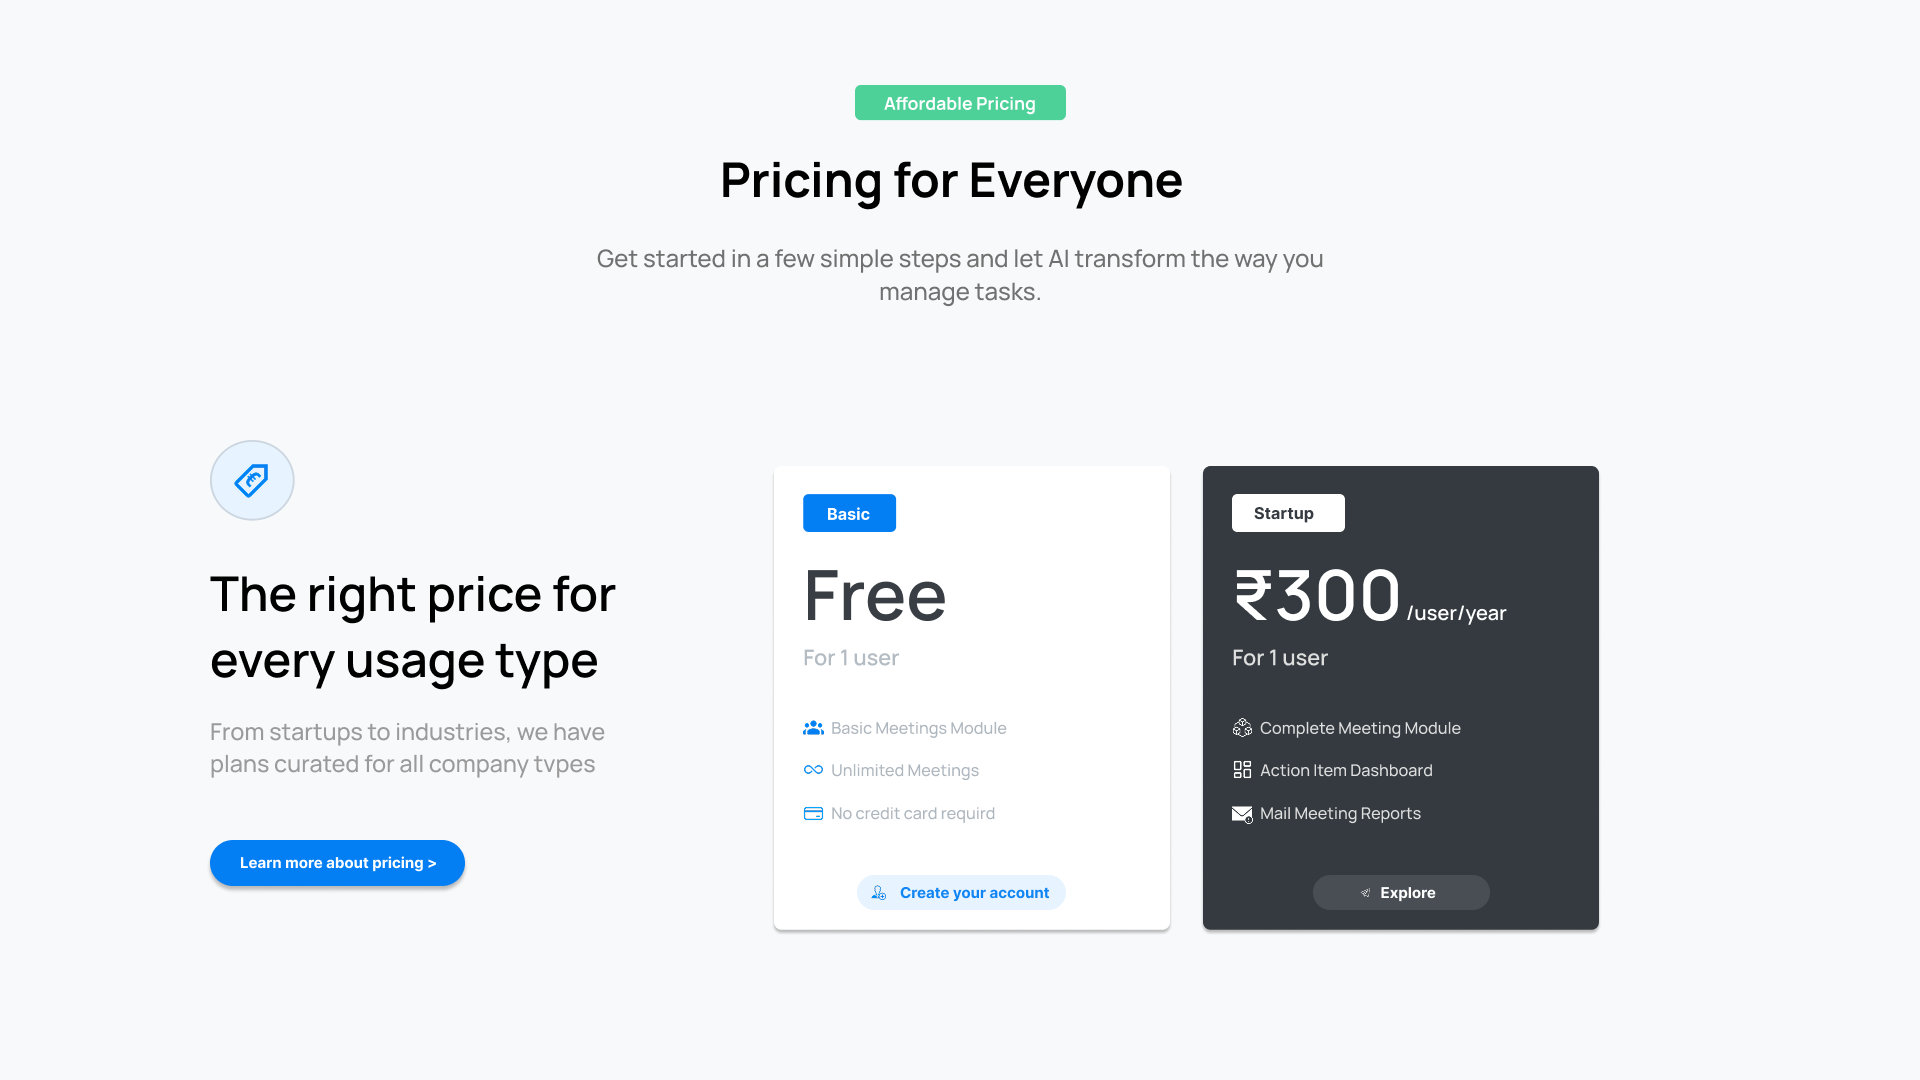 Affordable Pricing
Pricing for Everyone
Get started in a few simple steps and let AI transform the way you
manage tasks.
The right price for
every usage type
From startups to industries, we have
plans curated for all company tvpes
Learn more about pricing >
Basic
Free
For 1 user
Basic Meetings Module
Unlimited Meetings
No credit card requird
Create your account
Startup
₹300 /user/year
For 1 user
Complete Meeting Module
Action Item Dashboard
Mail Meeting Reports
Explore